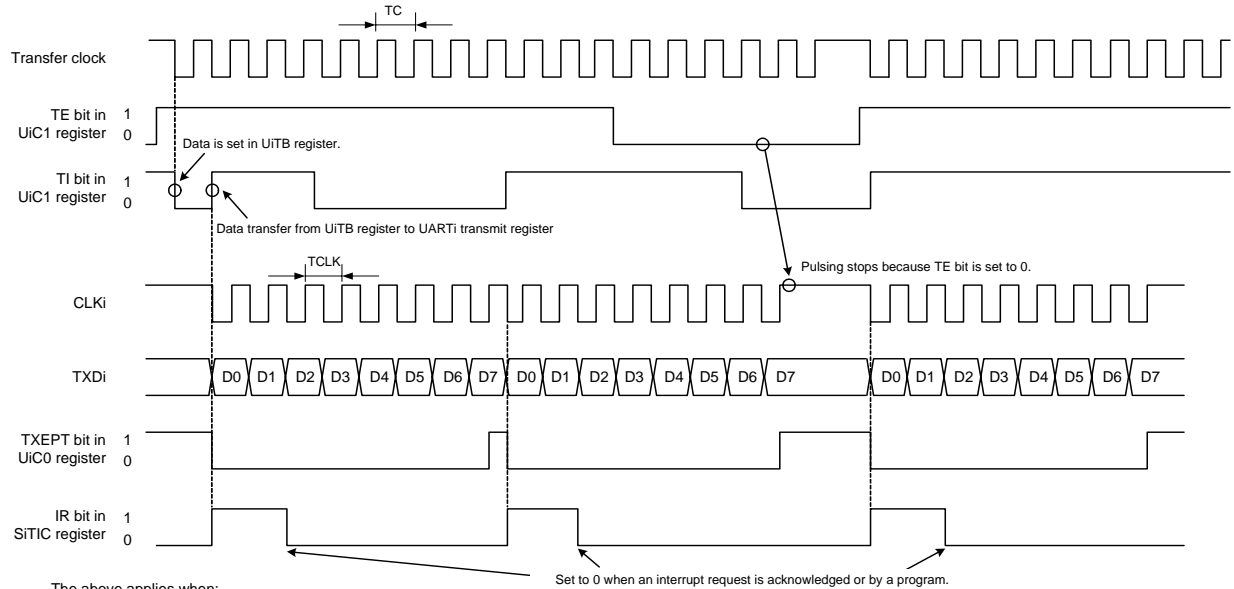 TC
Transfer clock
TE bit in
UiC1 register
1
0
Data is set in UiTB register.
TI bit in
UiC1 register
1
0
Data transfer from UiTB register to UARTi transmit register
TCLK
Pulsing stops because TE bit is set to 0.
CLKi
TXDi
D0 D1 D2 D3 D4 D5 D6 D7 D0 D1 D2 D3 D4 D5 D6 D7 D0 D1 D2 D3 D4 D5 D6 D7
TXEPT bit in
UiC0 register
1
0
IR bit in
SiTIC register
1
0
Set to 0 when an interrupt request is acknowledged or by a program.
The above applies when: